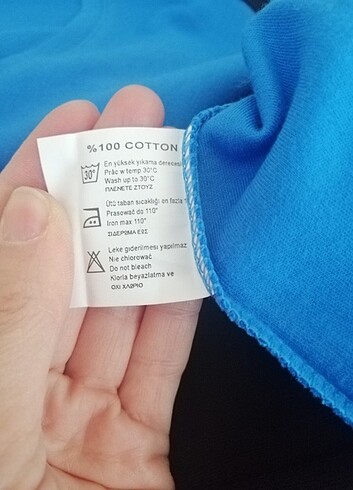 %100 COTTON
30°
En yüksek yıkama derecesi
Prać w temp 30°C
Wash up to 30°C
ΠΛΕΝΕΤΕ ΣΤΟΥΣ
Ütü taban sıcaklığı en fazla
Prasować do 110°
Iron max 110°
ΣΙΔΕΡΩΜΑ ΕΩΣ
Leke giderilmesi yapılmaz
Nie chlorować
Do not bleach
Klorla beyazlatma ve
ΟΧΙ ΧΛΩΡΙΟ